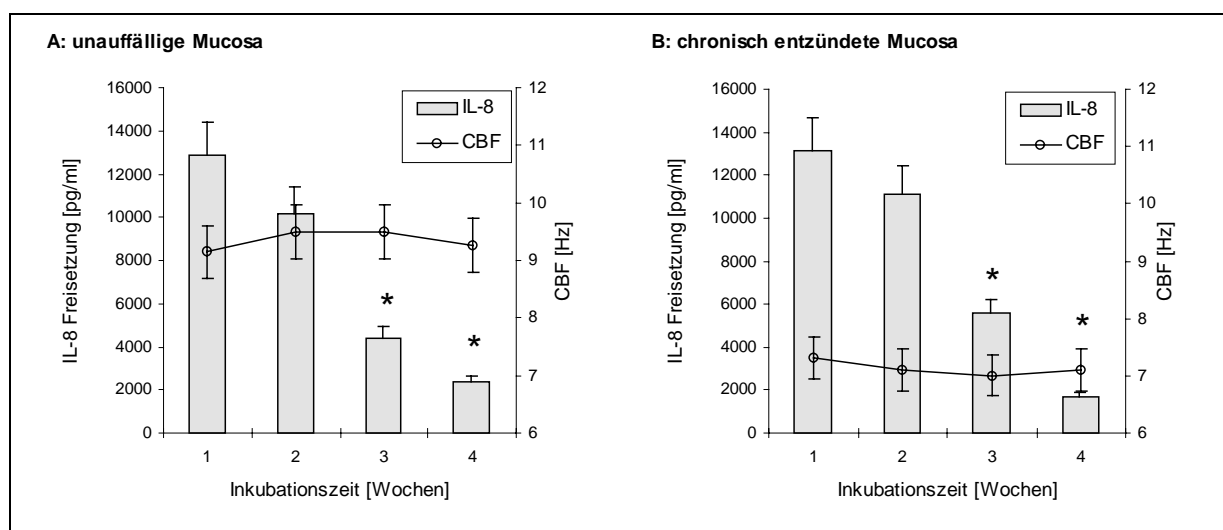 A: unauffällige Mucosa
16000
14000
12000
10000
8000
6000
4000
2000
0
IL-8 Freisetzung [pg/ml]
12
11
10
9
8
7
6
CBF [Hz]
IL-8
CBF
*
*
1 2 3 4
Inkubationszeit [Wochen]
B: chronisch entzündete Mucosa
16000
14000
12000
10000
8000
6000
4000
2000
0
IL-8 Freisetzung [pg/ml]
12
11
10
9
8
7
6
CBF [Hz]
IL-8
CBF
*
*
1 2 3 4
Inkubationszeit [Wochen]